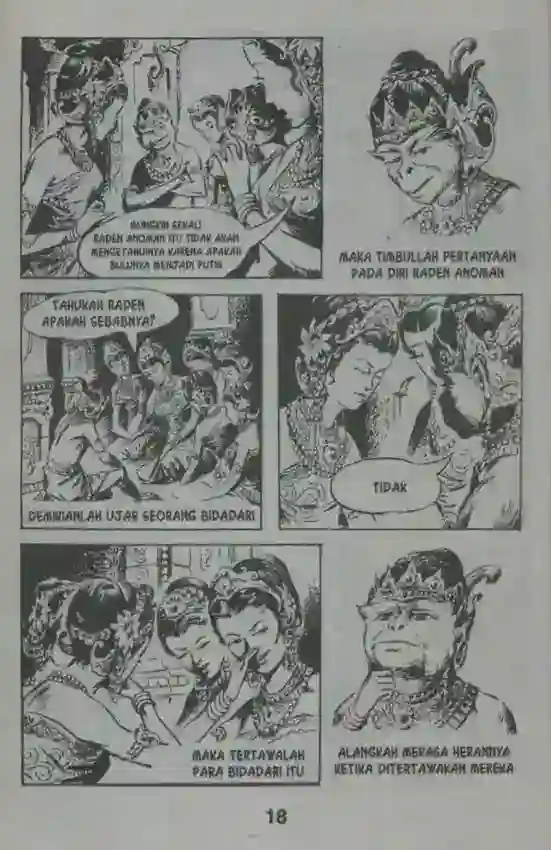 MUNGKIN SEKALI
RADEN ANOMAN ITU TIDAK AKAN
MENGETAHUINYA KARENA APAKAH
BULUNYA MENJADI PUTIH
MAKA TIMBULLAH PERTANYAAN
PADA DIRI RADEN ANOMAN
TAHUKAH RADEN
APAKAH SEBABNYA?
DEMIKIANLAH UJAR SEORANG BIDADARI
TIDAK
MAKA TERTAWALAH
PARA BIDADARI ITU
ALANGKAH MERASA HERANNYA
KETIKA DITERTAWAKAN MEREKA
18